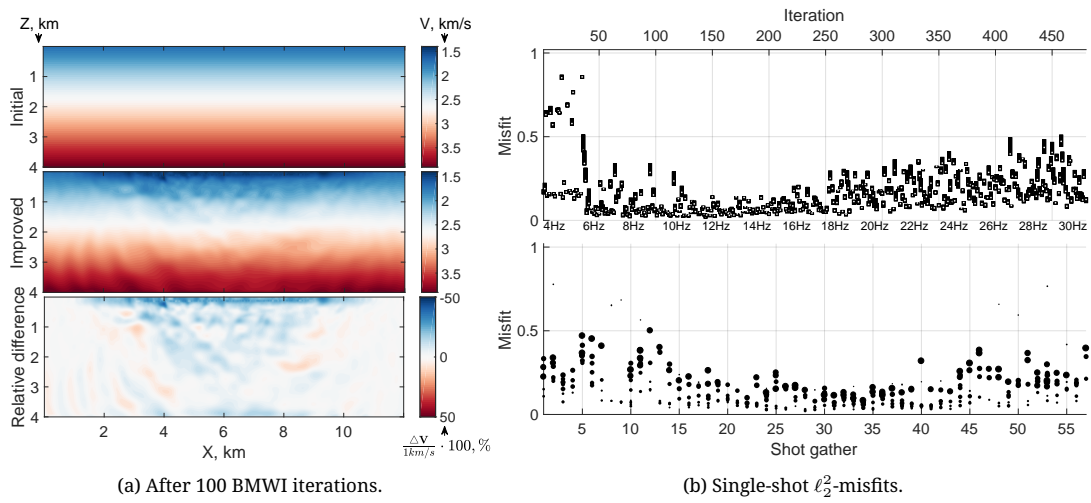 Z, km
V, km/s
Initial
1
2
3
4
1.5
2
2.5
3
3.5
Improved
1
2
3
4
1.5
2
2.5
3
3.5
Relative difference
1
2
3
4
-50
0
50
2 4 6 8 10
X, km
△V/1km/s · 100, %
(a) After 100 BMWI iterations.
Iteration
50 100 150 200 250 300 350 400 450
Misfit
1
0.5
0
4Hz 6Hz 8Hz 10Hz 12Hz 14Hz 16Hz 18Hz 20Hz 22Hz 24Hz 26Hz 28Hz 30Hz
Misfit
1
0.5
0
5 10 15 20 25 30 35 40 45 50 55
Shot gather
(b) Single-shot ℓ₂²-misfits.